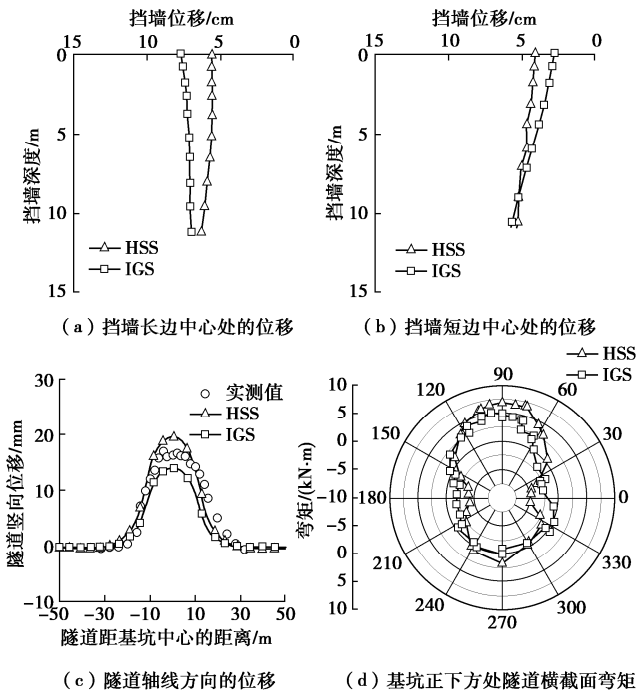 挡墙位移/cm
15 10 5 0
0
5
10
15
挡墙深度/m
HSS
IGS
(a) 挡墙长边中心处的位移
挡墙位移/cm
15 10 5 0
0
5
10
15
挡墙深度/m
HSS
IGS
(b) 挡墙短边中心处的位移
30
20
10
0
-10
隧道竖向位移/mm
实测值
HSS
IGS
-50 -30 -10 10 30 50
隧道距基坑中心的距离/m
(c) 隧道轴线方向的位移
HSS
IGS
10
5
0
-5
-10
-5
0
5
10
弯矩/(kN·m)
90
120 60
150 30
180 0
210 330
240 300
270
(d) 基坑正下方处隧道横截面弯矩